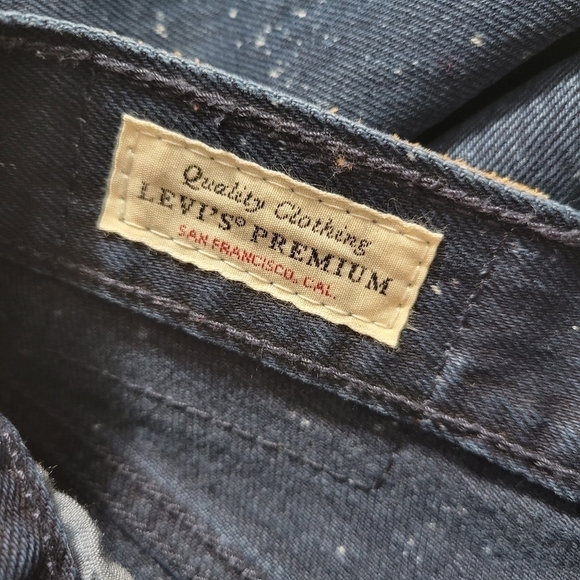 Quality Clothing
LEVI'S® PREMIUM
SAN FRANCISCO. CAL.